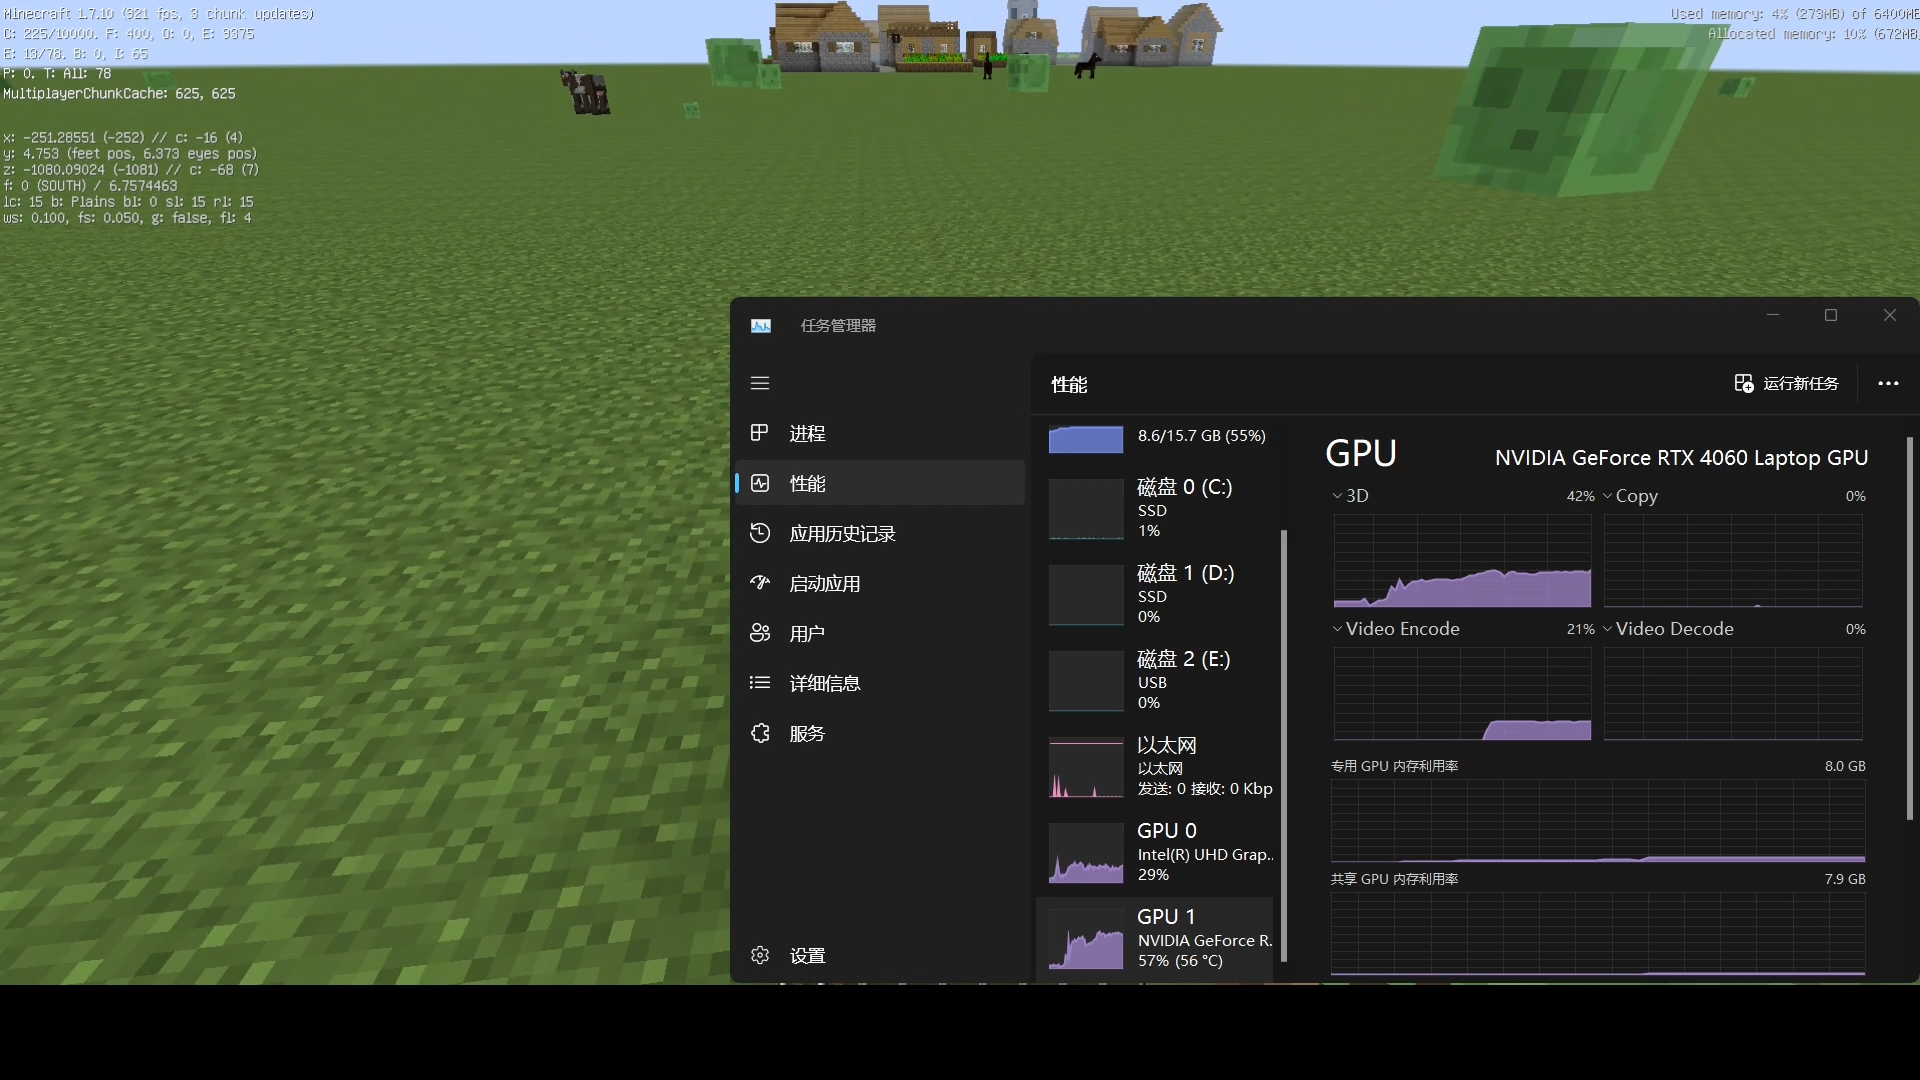 Minecraft 1.7.10 (921 fps, 3 chunk updates)
C: 225/10000. F: 400, O: 0, E: 9375
E: 13/78. B: 0, I: 65
P: 0. T: All: 78
MultiplayerChunkCache: 625, 625
x: -251.28551 (-252) // c: -16 (4)
y: 4.753 (feet pos, 6.373 eyes pos)
z: -1080.09024 (-1081) // c: -68 (7)
f: 0 (SOUTH) / 6.7574463
lc: 15 b: Plains bl: 0 sl: 15 rl: 15
ws: 0.100, fs: 0.050, g: false, fl: 4
Used memory: 4% (273MB) of 6400MB
Allocated memory: 10% (672MB)
任务管理器
性能
运行新任务
进程
性能
应用历史记录
启动应用
用户
详细信息
服务
设置
8.6/15.7 GB (55%)
磁盘 0 (C:)
SSD
1%
磁盘 1 (D:)
SSD
0%
磁盘 2 (E:)
USB
0%
以太网
以太网
发送: 0 接收: 0 Kbp
GPU 0
Intel(R) UHD Grap...
29%
GPU 1
NVIDIA GeForce R...
57% (56 °C)
GPU
NVIDIA GeForce RTX 4060 Laptop GPU
3D 42%
Copy 0%
Video Encode 21%
Video Decode 0%
专用 GPU 内存利用率 8.0 GB
共享 GPU 内存利用率 7.9 GB